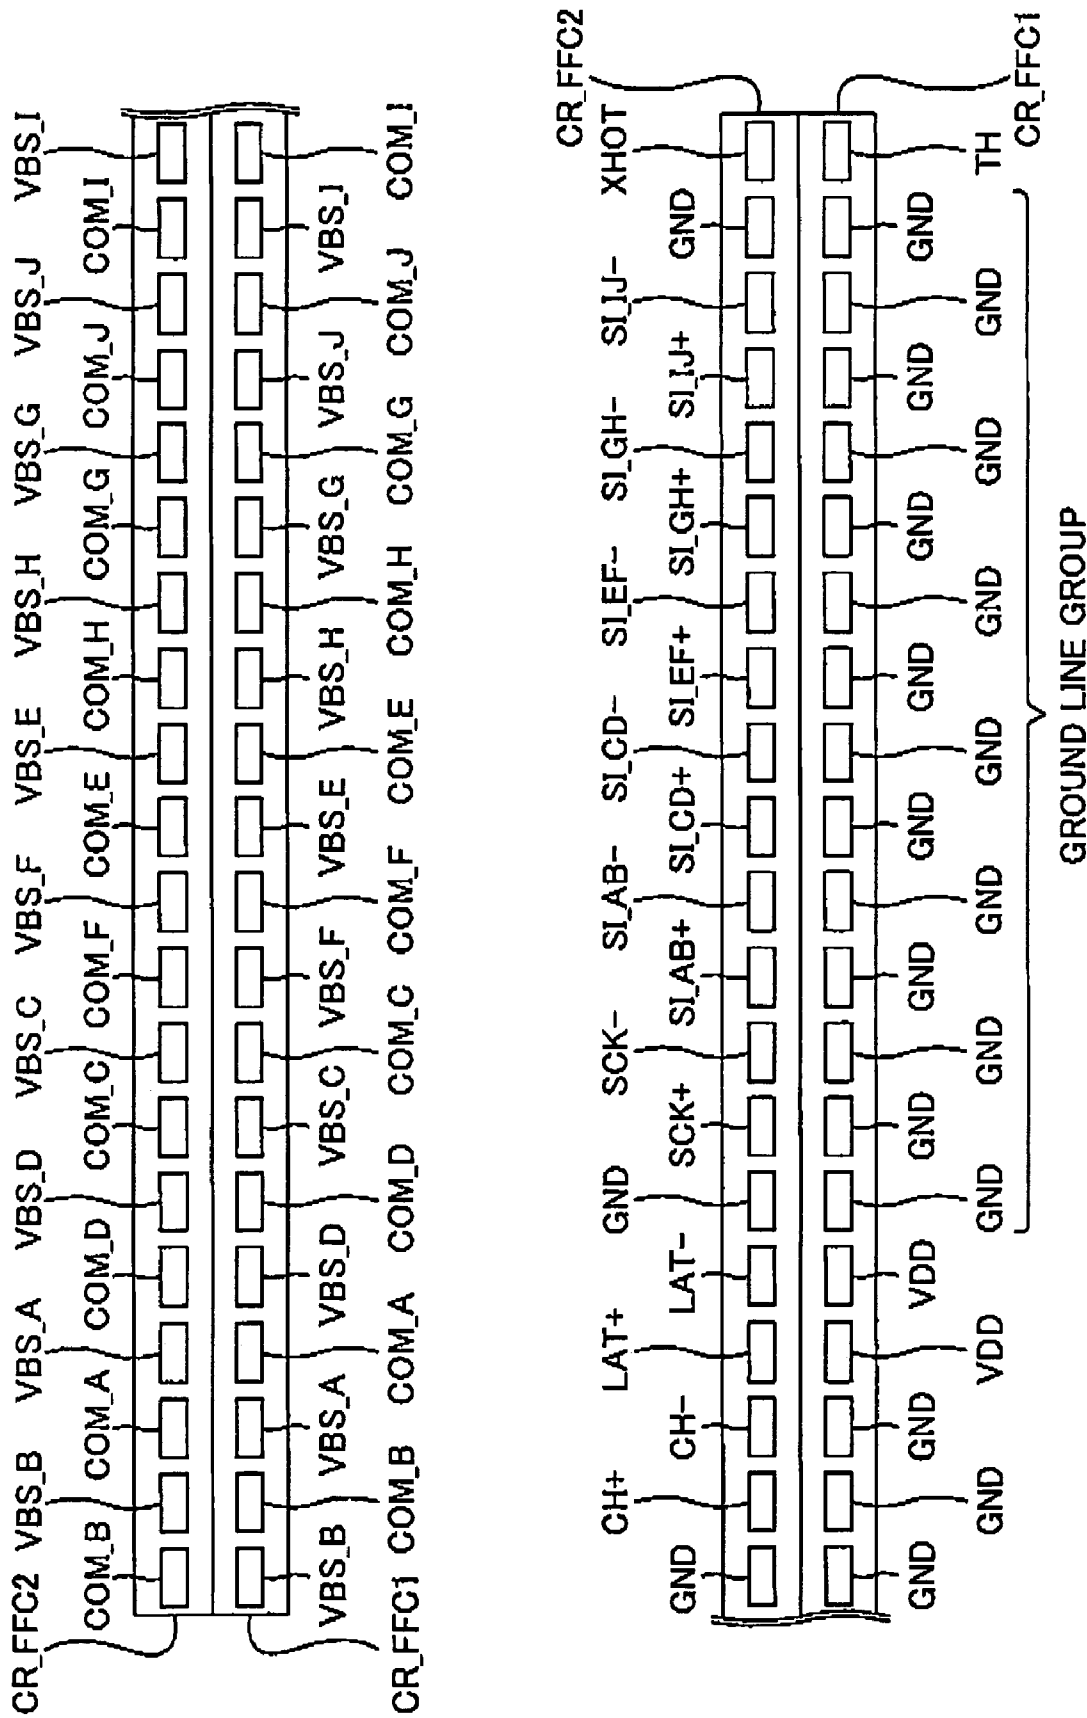 CR_FFC2
VBS_B VBS_A VBS_D VBS_C VBS_F VBS_E VBS_H VBS_G VBS_J VBS_I
COM_B COM_A COM_D COM_C COM_F COM_E COM_H COM_G COM_J COM_I
VBS_B VBS_A VBS_D VBS_C VBS_F VBS_E VBS_H VBS_G VBS_J VBS_I
CR_FFC1
COM_B COM_A COM_D COM_C COM_F COM_E COM_H COM_G COM_J COM_I
CR_FFC2
CH+ LAT+ GND SCK- SI_AB- SI_CD- SI_EF- SI_GH- SI_IJ- XHOT
GND CH- LAT- SCK+ SI_AB+ SI_CD+ SI_EF+ SI_GH+ SI_IJ+ GND
GND GND VDD GND GND GND GND GND GND GND
GND VDD GND GND GND GND GND GND GND TH
CR_FFC1
GROUND LINE GROUP